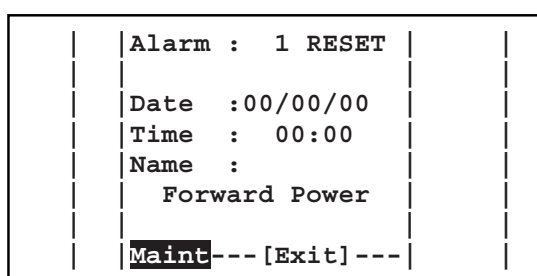 Alarm :  1 RESET
Date  :00/00/00
Time  :  00:00
Name  :
Forward Power
Maint---[Exit]---